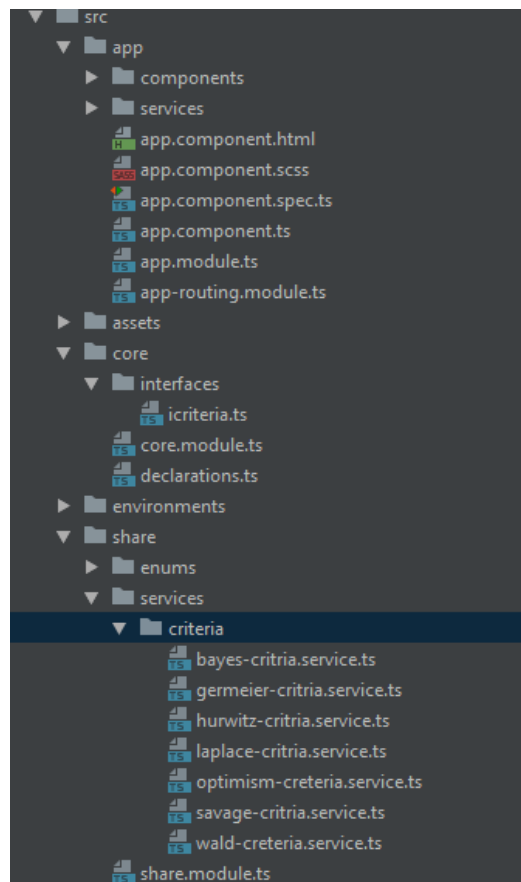 src
app
components
services
app.component.html
app.component.scss
app.component.spec.ts
app.component.ts
app.module.ts
app-routing.module.ts
assets
core
interfaces
icriteria.ts
core.module.ts
declarations.ts
environments
share
enums
services
criteria
bayes-critria.service.ts
germeier-critria.service.ts
hurwitz-critria.service.ts
laplace-critria.service.ts
optimism-creteria.service.ts
savage-critria.service.ts
wald-creteria.service.ts
share.module.ts